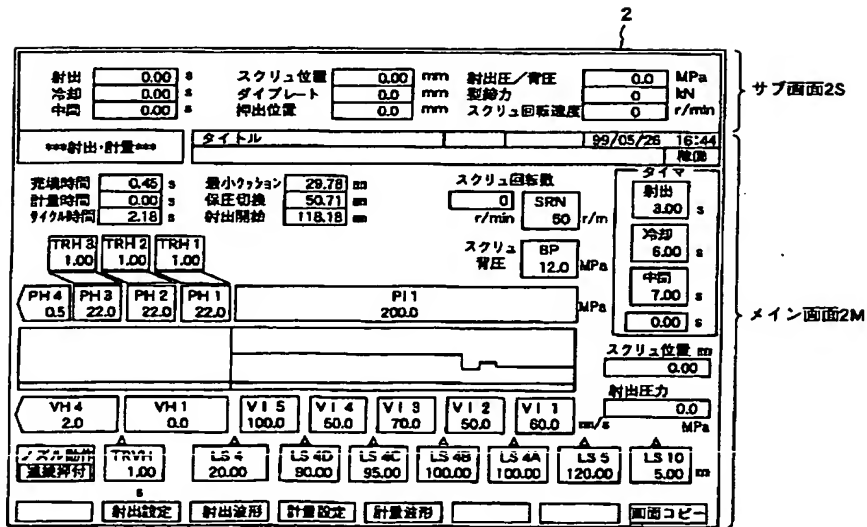 2
射出 0.00 s スクリュ位置 0.00 mm 射出圧／背圧 0.0 MPa
冷却 0.00 s ダイプレート 0.0 mm 型締力 0 kN
中間 0.00 s 押出位置 0.0 mm スクリュ回転速度 0 r/min
サブ画面2S
***射出・計量*** タイトル 99/05/26 16:44
充填時間 0.45 s 最小クッション 29.78 mm スクリュ回転数 タイマ
計量時間 0.00 s 保圧切換 50.71 mm 0 r/min SRN 50 r/m 射出 3.00 s
サイクル時間 2.18 s 射出開始 118.18 mm
TRH 3 TRH 2 TRH 1 スクリュ背圧 BP 12.0 MPa 冷却 6.00 s
1.00 1.00 1.00
PH 4 PH 3 PH 2 PH 1 PI 1 中間 7.00 s
0.5 22.0 22.0 22.0 200.0 MPa
0.00 s
メイン画面2M
スクリュ位置 mm
0.00
射出圧力
0.0
MPa
VH 4 VH 1 VI 5 VI 4 VI 3 VI 2 VI 1
2.0 0.0 100.0 50.0 70.0 50.0 60.0 mm/s
ノズル動作 TRVH LS 4 LS 4D LS 4C LS 4B LS 4A LS 5 LS 10
連続押付 1.00 20.00 90.00 95.00 100.00 100.00 120.00 5.00 mm
s
射出設定 射出波形 計量設定 計量波形 画面コピー